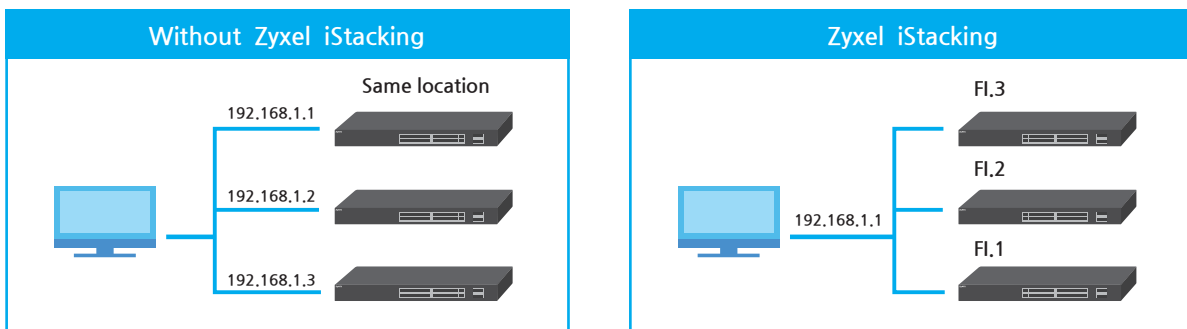 Without Zyxel iStacking
Same location
192.168.1.1
192.168.1.2
192.168.1.3
Zyxel iStacking
Fl.3
Fl.2
192.168.1.1
Fl.1